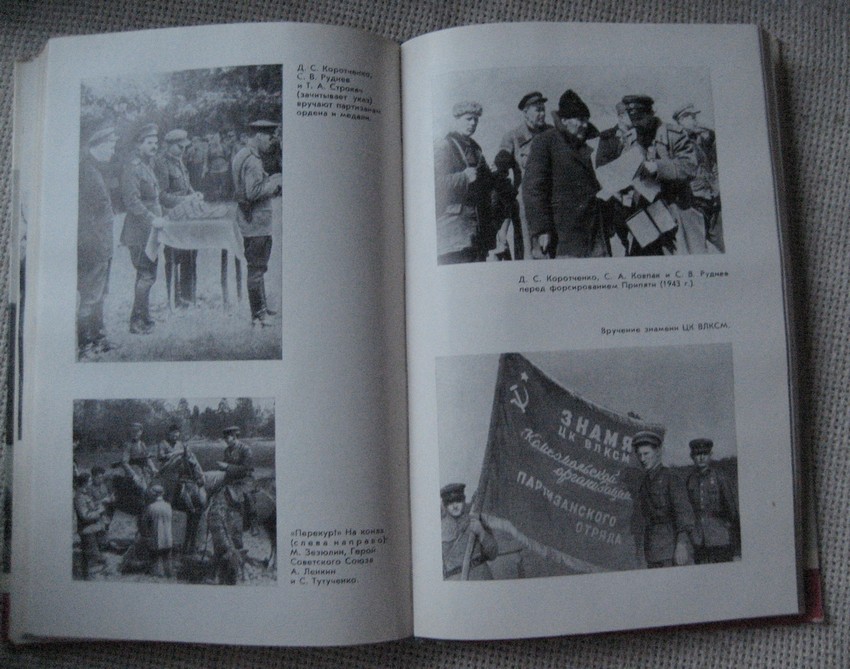 Д. С. Коротченко,
С. В. Руднев
и Т. А. Строкач
(зачитывает указ)
вручают партизанам
ордена и медали.
«Перекур!» На конях
(слева направо):
М. Зезюлин, Герой
Советского Союза
А. Ленкин
и С. Тутученко.
Д. С. Коротченко, С. А. Ковпак и С. В. Руднев
перед форсированием Припяти (1943 г.).
Вручение знамени ЦК ВЛКСМ.
ЗНАМЯ
ЦК ВЛКСМ
Комсомольской
организации
ПАРТИЗАНСКОГО
ОТРЯДА